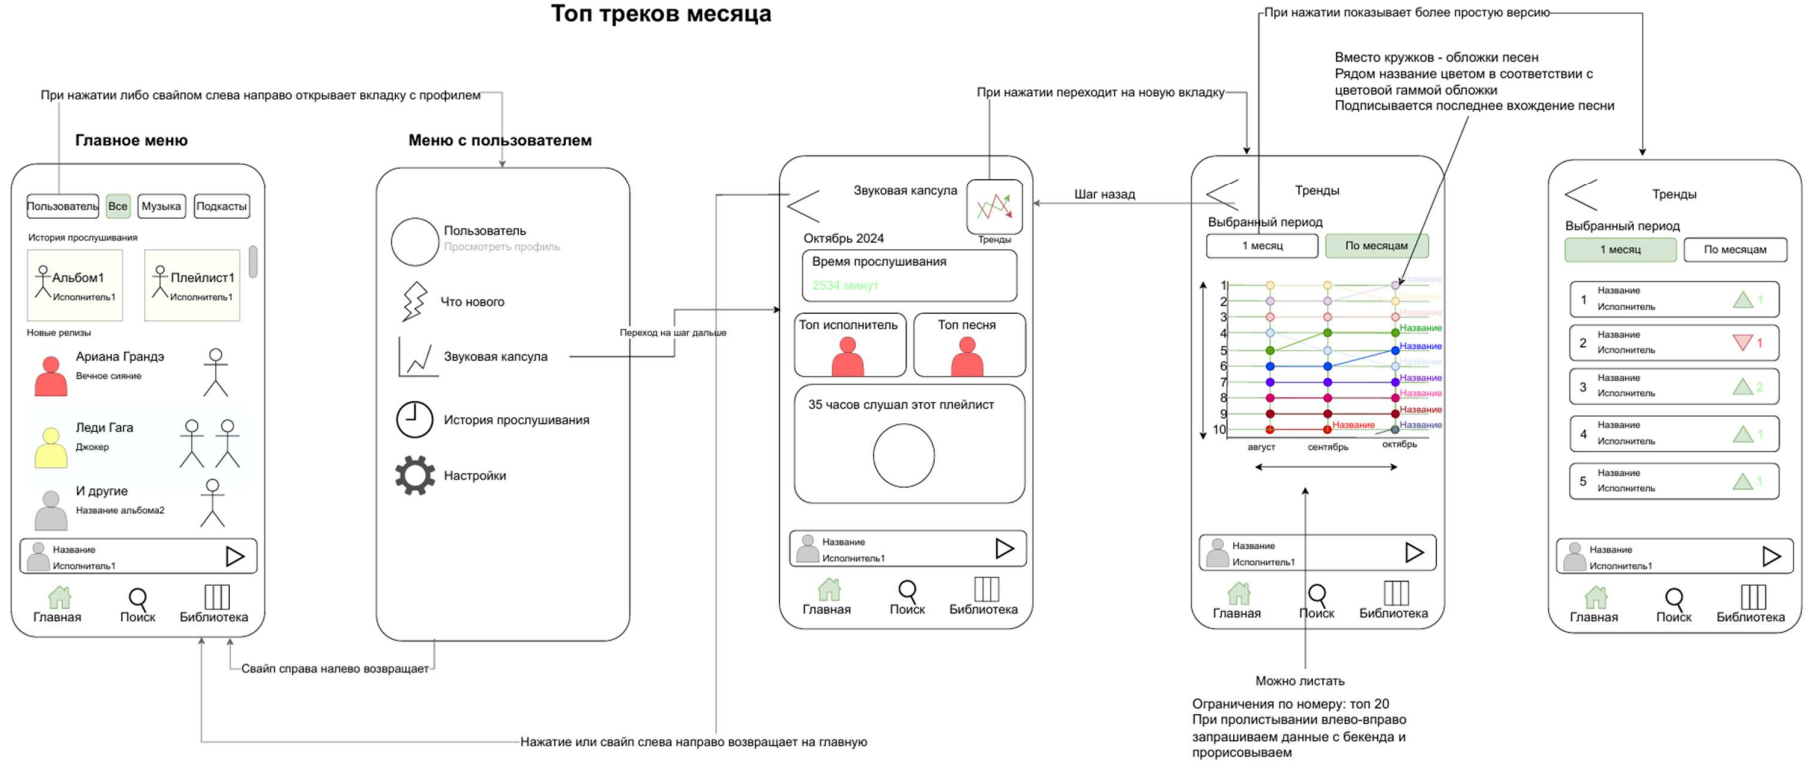 Топ треков месяца
При нажатии либо свайпом слева направо открывает вкладку с профилем
Главное меню
Пользователь
Все
Музыка
Подкасты
История прослушивания
Альбом1
Исполнитель1
Плейлист1
Исполнитель1
Новые релизы
Ариана Грандэ
Вечное сияние
Леди Гага
Джокер
И другие
Название альбома2
Название
Исполнитель1
Главная
Поиск
Библиотека
Меню с пользователем
Пользователь
Просмотреть профиль
Что нового
Звуковая капсула
История прослушивания
Настройки
Свайп справа налево возвращает
Переход на шаг дальше
Нажатие или свайп слева направо возвращает на главную
При нажатии переходит на новую вкладку
Звуковая капсула
Тренды
Октябрь 2024
Время прослушивания
2534 минут
Топ исполнитель
Топ песня
35 часов слушал этот плейлист
Название
Исполнитель1
Главная
Поиск
Библиотека
Шаг назад
При нажатии показывает более простую версию
Вместо кружков - обложки песен
Рядом название цветом в соответствии с
цветовой гаммой обложки
Подписывается последнее вхождение песни
Тренды
Выбранный период
1 месяц
По месяцам
1
2
3
4
5
6
7
8
9
10
Название
Название
Название
Название
Название
Название
Название
Название
Название
Название
Название
август
сентябрь
октябрь
Название
Исполнитель1
Главная
Поиск
Библиотека
Можно листать
Ограничения по номеру: топ 20
При пролистывании влево-вправо
запрашиваем данные с бекенда и
прорисовываем
Тренды
Выбранный период
1 месяц
По месяцам
1
Название
Исполнитель
1
2
Название
Исполнитель
1
3
Название
Исполнитель
2
4
Название
Исполнитель
1
5
Название
Исполнитель
1
Название
Исполнитель1
Главная
Поиск
Библиотека